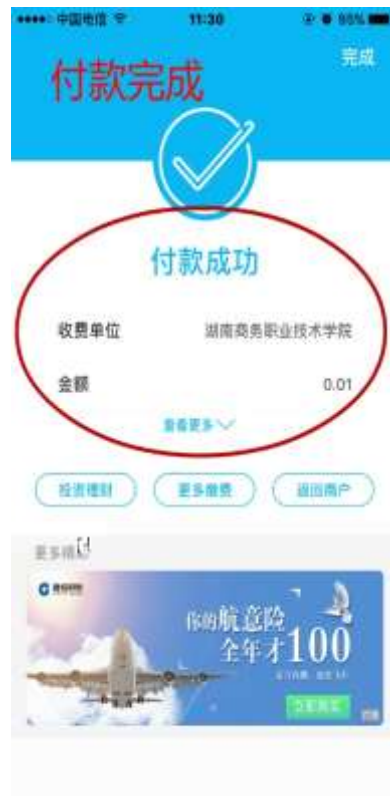 中国电信 11:30
完成
付款完成
付款成功
收费单位 湖南商务职业技术学院
金额 0.01
查看更多
投资理财 更多缴费 返回商户
你的航意险
全年才100
立即购买